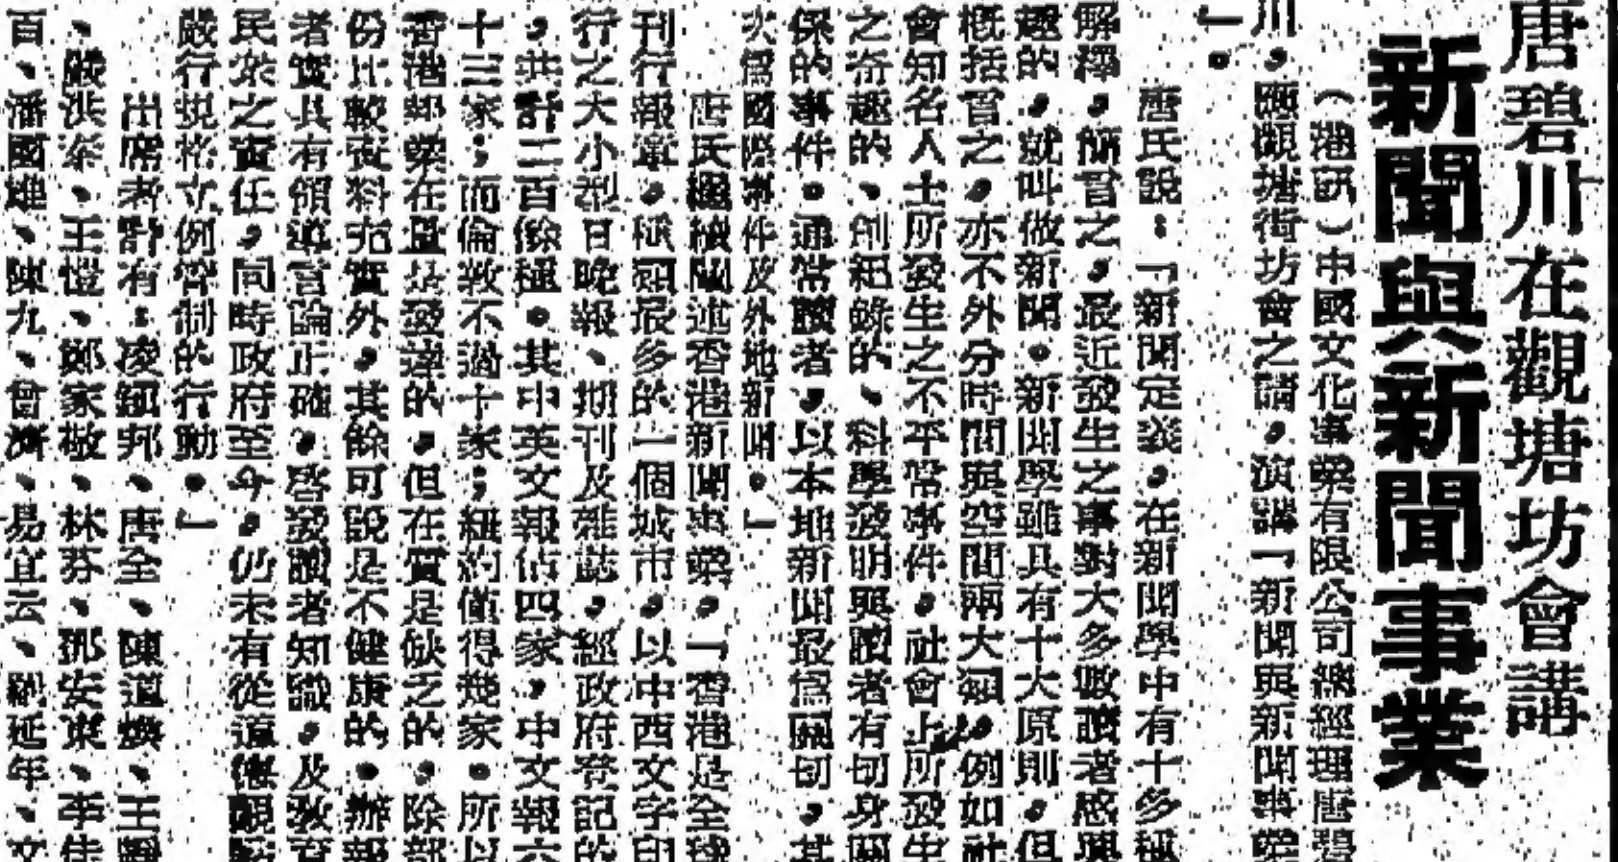 唐碧川在觀塘坊會講
新聞與新聞事業
（港訊）中國文化事業有限公司總經理唐碧
川，應觀塘街坊會之請，演講「新聞與新聞事業
」。
唐氏說：「新聞定義，在新聞學中有十多種
解釋，簡言之，最近發生之事對大多數讀者感興
趣的，就叫做新聞。新聞學雖具有十大原則，但
概括言之，亦不外分時間與空間兩大類，例如社
會知名人士所發生之不平常事件，社會上所發生
之奇趣的、創紀錄的、科學發明與讀者有切身關
保的事件。通常讀者，以本地新聞最為關切，其
次為國際事件及外地新聞。」
唐氏繼續闡述香港新聞事業，「香港是全球
刊行報章，種類最多的一個城市，以中西文字印
行之大小型日晚報、期刊及雜誌，經政府登記的
，共計二百餘種。其中英文報佔四家，中文報六
十三家；而倫敦不過十家；紐約僅得幾家。所以
香港報業在量是發達的，但在質是缺乏的，除部
份比較資料充實外，其餘可說是不健康的。辦報
者實具有領導言論正確，啓發讀者知識，及教育
民衆之責任，同時政府至今，仍未有從道德觀點
嚴行規格立例管制的行動。」
出席者計有：凌鎮邦、唐全、陳道煥、王
、嚴洪泰、王愷、鄭家敬、林芬、鄧安東、李佳
百、潘國雄、陳九、曾濟、易宜云、劉延年、文